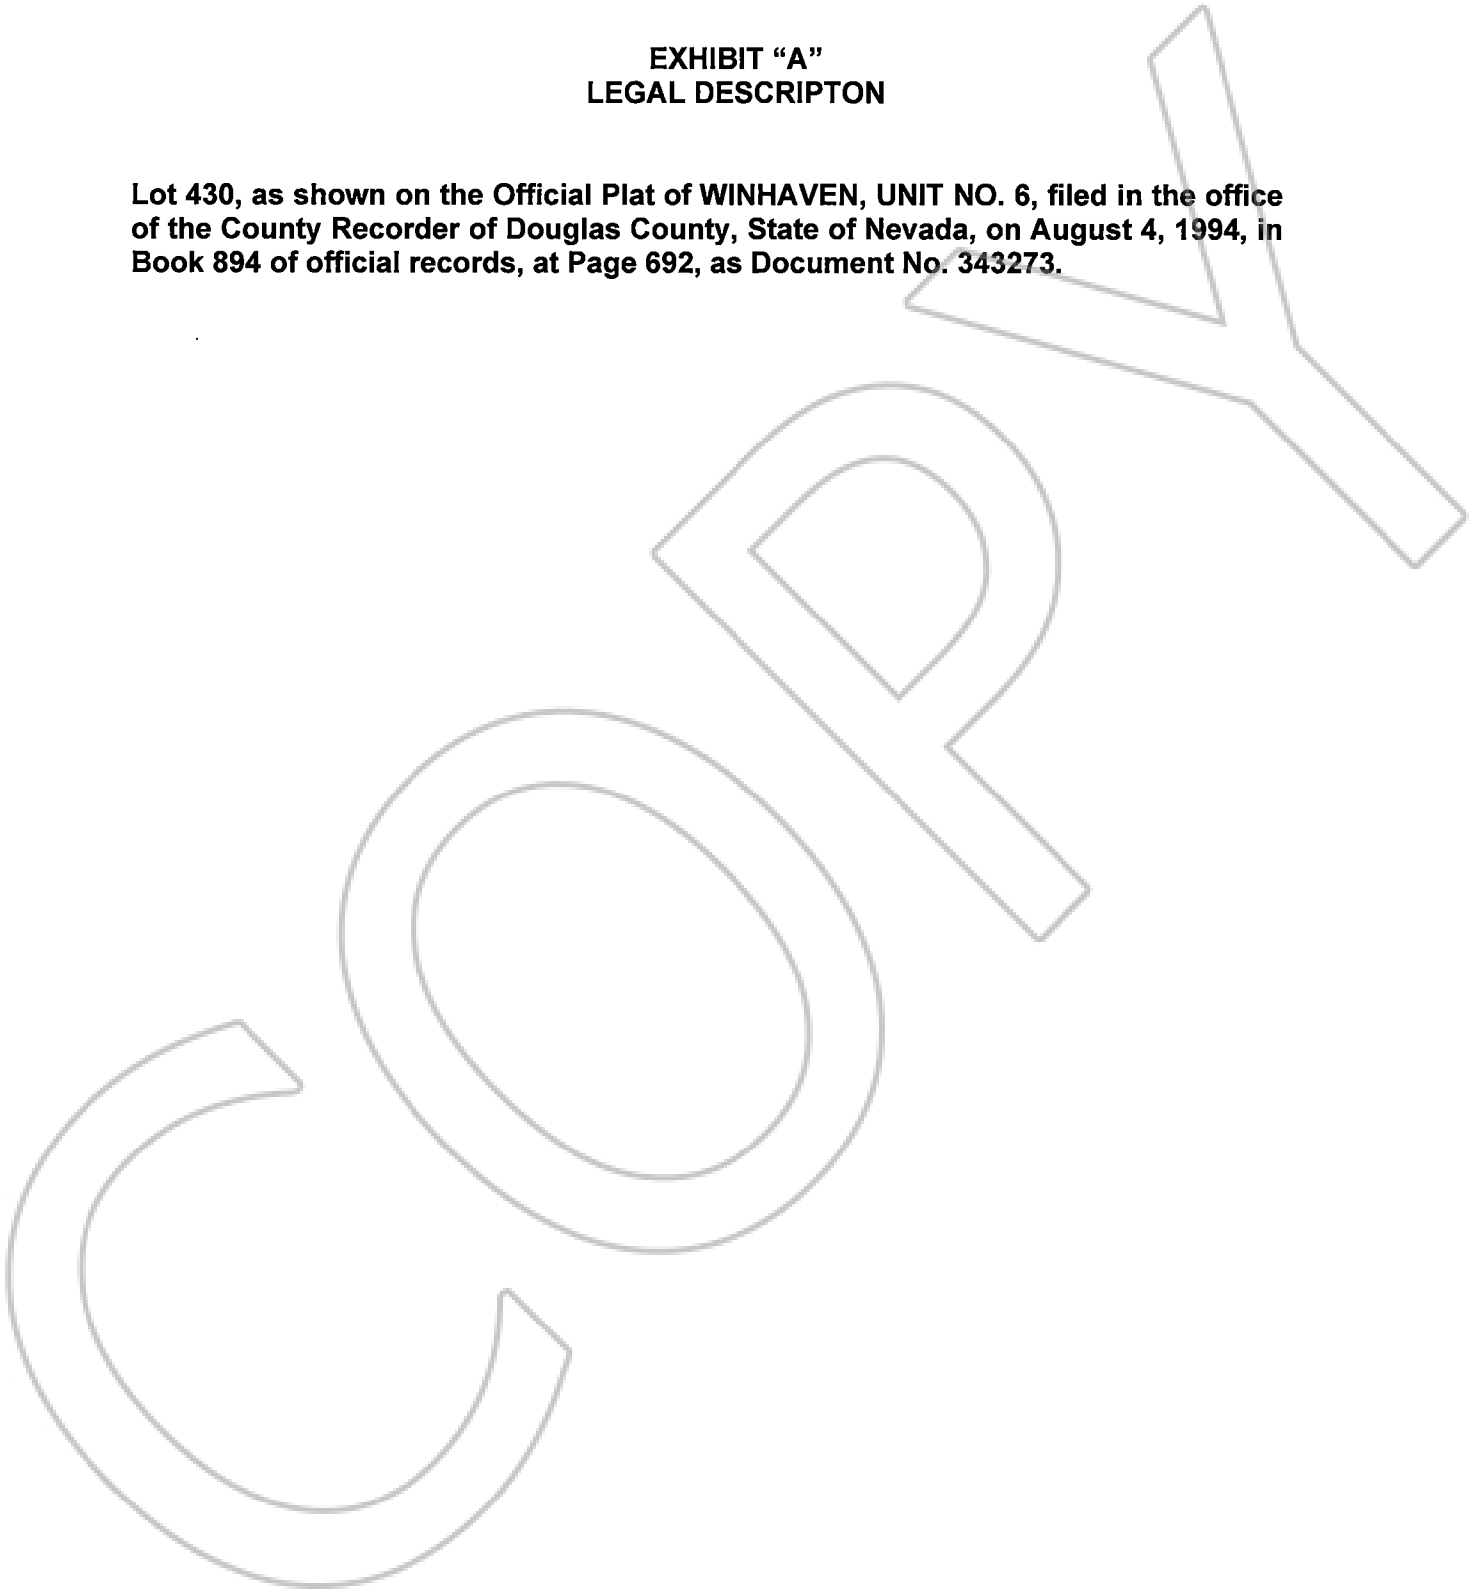 EXHIBIT “A”
LEGAL DESCRIPTON
Lot 430, as shown on the Official Plat of WINHAVEN, UNIT NO. 6, filed in the office
of the County Recorder of Douglas County, State of Nevada, on August 4, 1994, in
Book 894 of official records, at Page 692, as Document No. 343273.
COPY